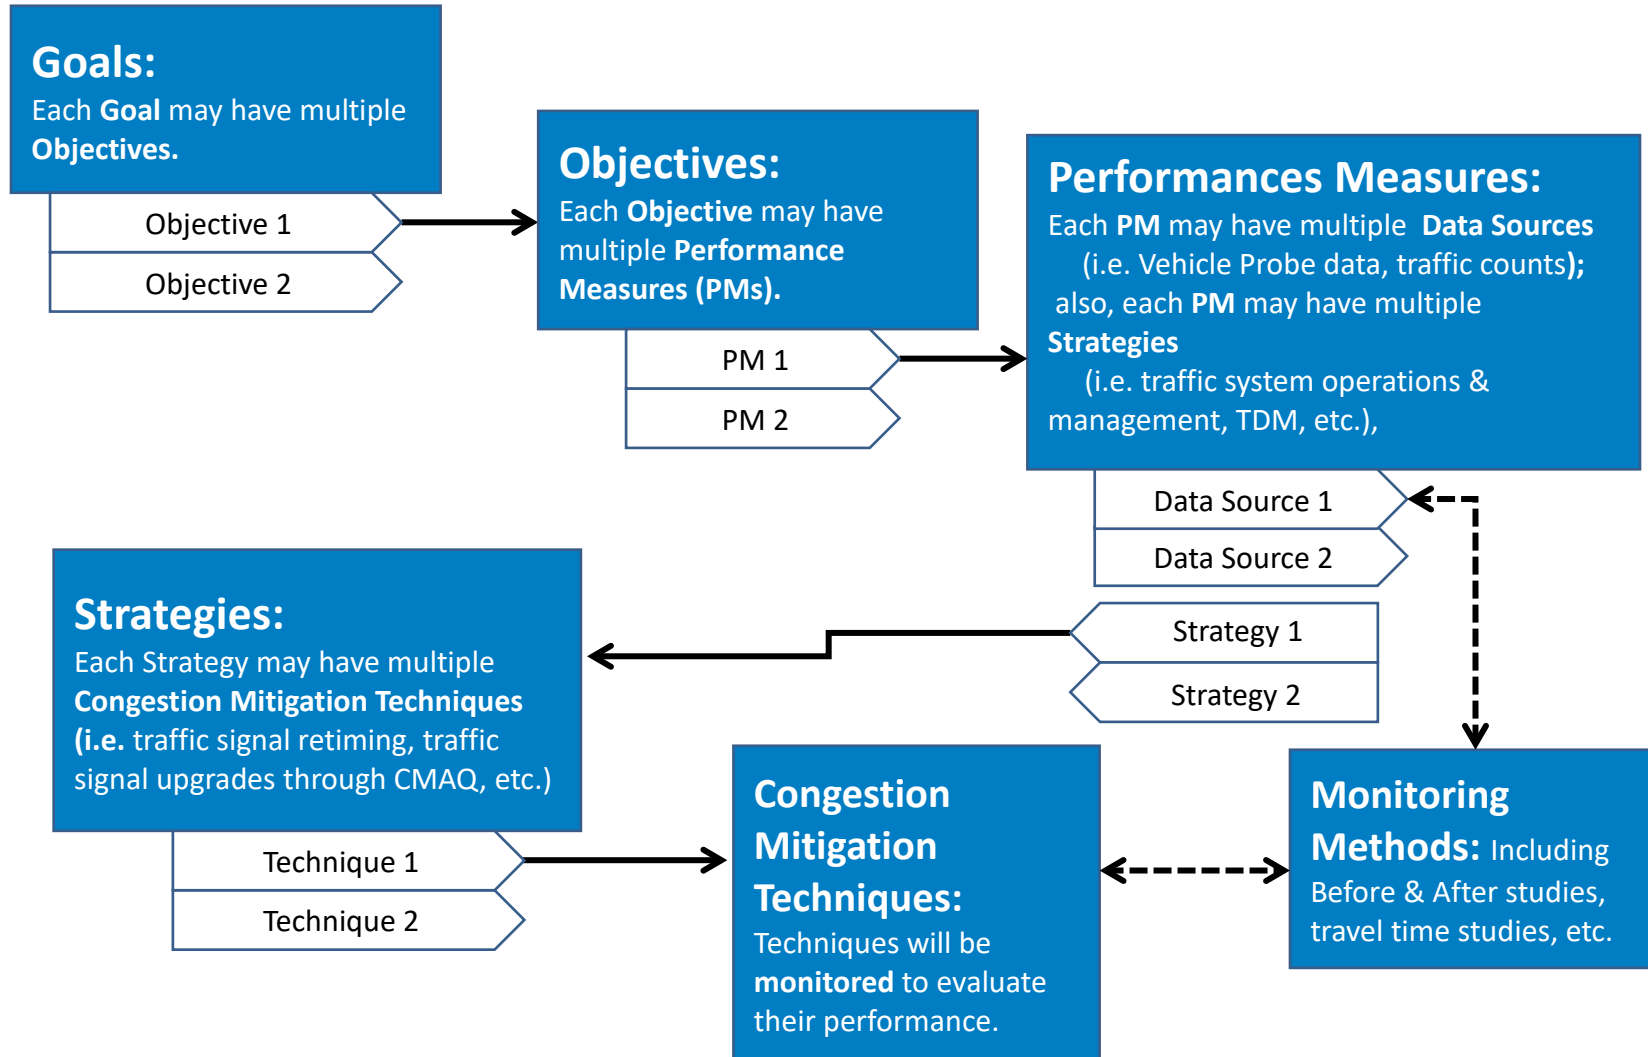 Goals:
Each Goal may have multiple
Objectives.
Objective 1
Objective 2
Objectives:
Each Objective may have
multiple Performance
Measures (PMs).
PM 1
PM 2
Performances Measures:
Each PM may have multiple Data Sources
(i.e. Vehicle Probe data, traffic counts);
also, each PM may have multiple
Strategies
(i.e. traffic system operations &
management, TDM, etc.),
Data Source 1
Data Source 2
Strategy 1
Strategy 2
Strategies:
Each Strategy may have multiple
Congestion Mitigation Techniques
(i.e. traffic signal retiming, traffic
signal upgrades through CMAQ, etc.)
Technique 1
Technique 2
Congestion
Mitigation
Techniques:
Techniques will be
monitored to evaluate
their performance.
Monitoring
Methods: Including
Before & After studies,
travel time studies, etc.